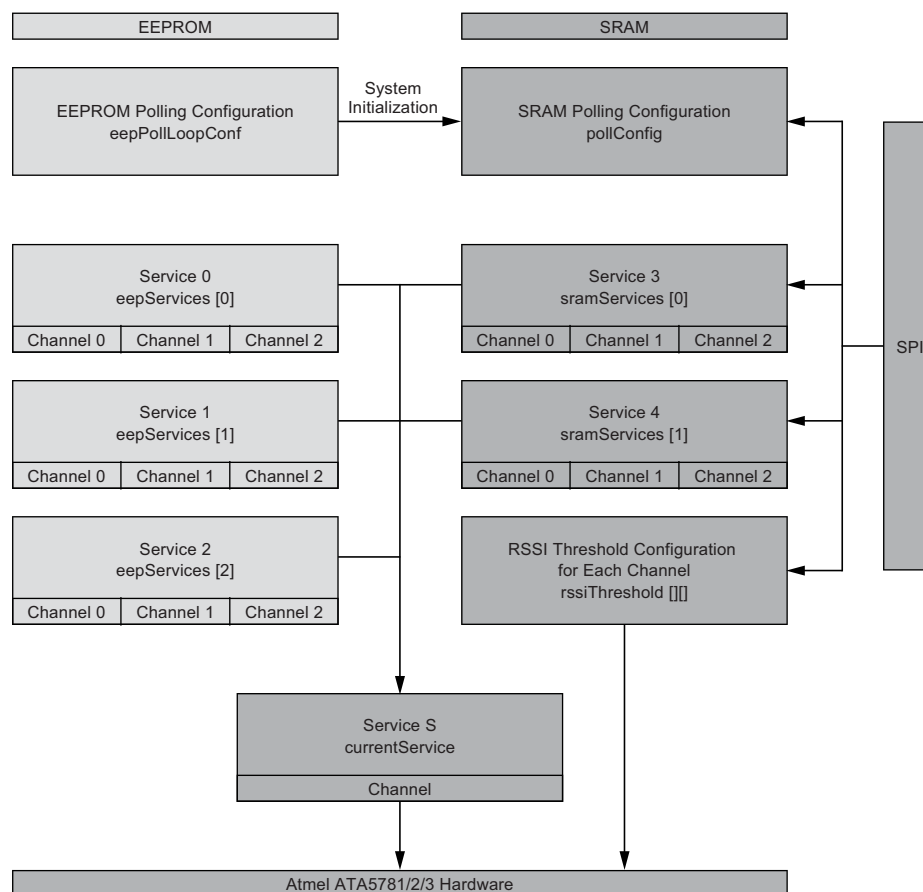 EEPROM
SRAM
EEPROM Polling Configuration
eepPollLoopConf
System
Initialization
SRAM Polling Configuration
pollConfig
SPI
Service 0
eepServices [0]
Channel 0 Channel 1 Channel 2
Service 3
sramServices [0]
Channel 0 Channel 1 Channel 2
Service 1
eepServices [1]
Channel 0 Channel 1 Channel 2
Service 4
sramServices [1]
Channel 0 Channel 1 Channel 2
Service 2
eepServices [2]
Channel 0 Channel 1 Channel 2
RSSI Threshold Configuration
for Each Channel
rssiThreshold [][]
Service S
currentService
Channel
Atmel ATA5781/2/3 Hardware